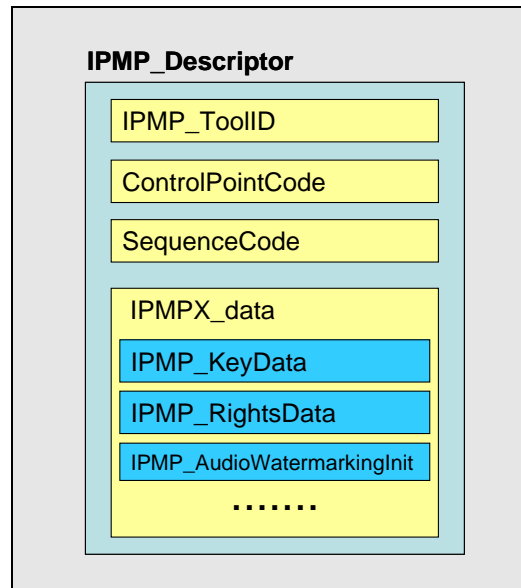 IPMP_Descriptor
IPMP_ToolID
ControlPointCode
SequenceCode
IPMPX_data
IPMP_KeyData
IPMP_RightsData
IPMP_AudioWatermarkingInit
.......